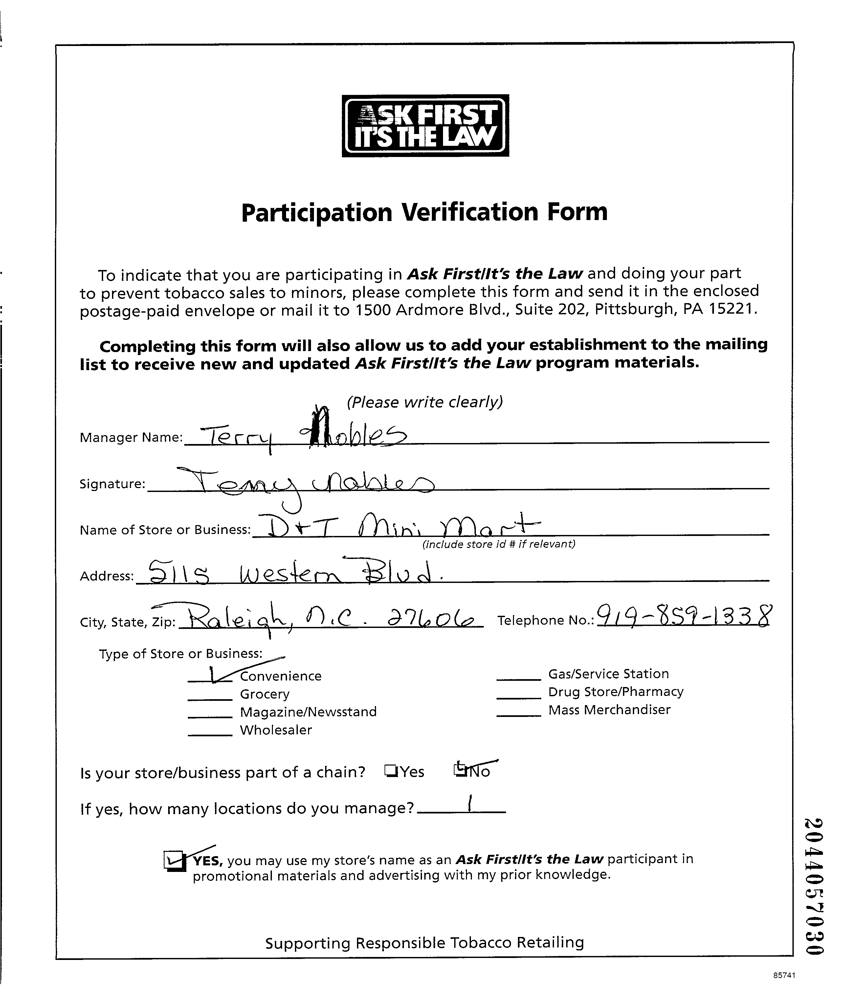 ASK FIRST
IT'S THE LAW
Participation Verification Form
To indicate that you are participating in Ask First/It's the Law and doing your part
to prevent tobacco sales to minors, please complete this form and send it in the enclosed
postage-paid envelope or mail it to 1500 Ardmore Blvd., Suite 202, Pittsburgh, PA 15221.
Completing this form will also allow us to add your establishment to the mailing
list to receive new and updated Ask First/It's the Law program materials.
(Please write clearly)
Manager Name: Terry Nobles
Signature: Terry Nobles
Name of Store or Business: D+T Mini Mart
(include store id # if relevant)
Address: 5115 Western Blvd.
City, State, Zip: Raleigh, N.C. 27606 Telephone No.: 919-859-1338
Type of Store or Business:
Convenience Gas/Service Station
Grocery Drug Store/Pharmacy
Magazine/Newsstand Mass Merchandiser
Wholesaler
Is your store/business part of a chain? Yes No
If yes, how many locations do you manage? 1
YES, you may use my store's name as an Ask First/It's the Law participant in
promotional materials and advertising with my prior knowledge.
Supporting Responsible Tobacco Retailing
2044057030
85741